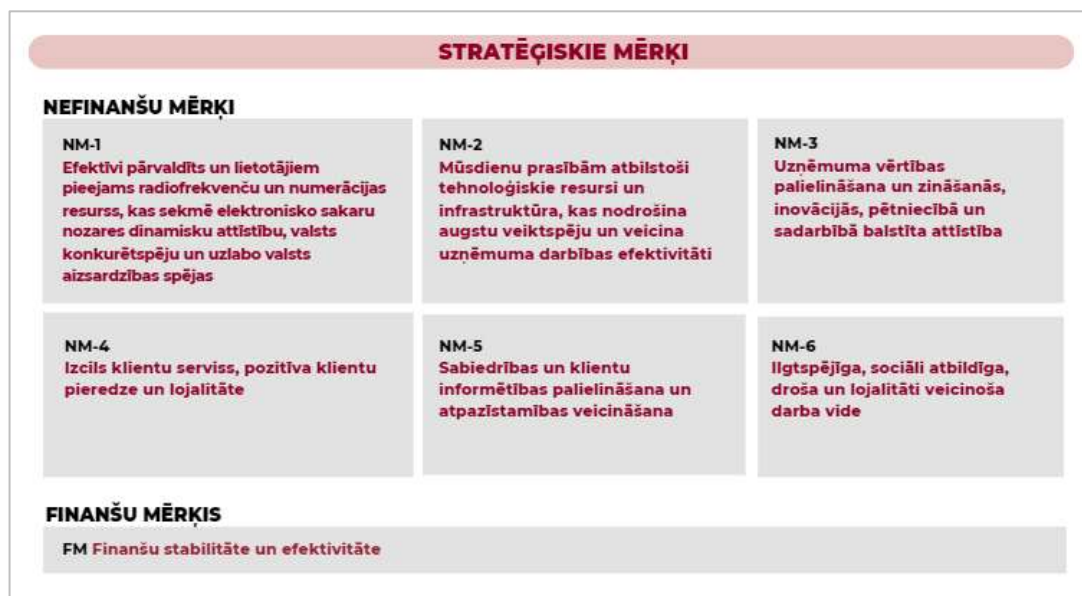 STRATĒĢISKIE MĒRĶI
NEFINANŠU MĒRĶI
NM-1
Efektīvi pārvaldīts un lietotājiem
pieejams radiofrekvenču un numerācijas
resurss, kas sekmē elektronisko sakaru
nozares dinamisku attīstību, valsts
konkurētspēju un uzlabo valsts
aizsardzības spējas
NM-2
Mūsdienu prasībām atbilstoši
tehnoloģiskie resursi un
infrastruktūra, kas nodrošina
augstu veiktspēju un veicina
uzņēmuma darbības efektivitāti
NM-3
Uzņēmuma vērtības
palielināšana un zināšanās,
inovācijās, pētniecībā un
sadarbībā balstīta attīstība
NM-4
Izcils klientu serviss, pozitīva klientu
pieredze un lojalitāte
NM-5
Sabiedrības un klientu
informētības palielināšana un
atpazīstamības veicināšana
NM-6
Ilgtspējīga, sociāli atbildīga,
droša un lojalitāti veicinoša
darba vide
FINANŠU MĒRĶIS
FM Finanšu stabilitāte un efektivitāte